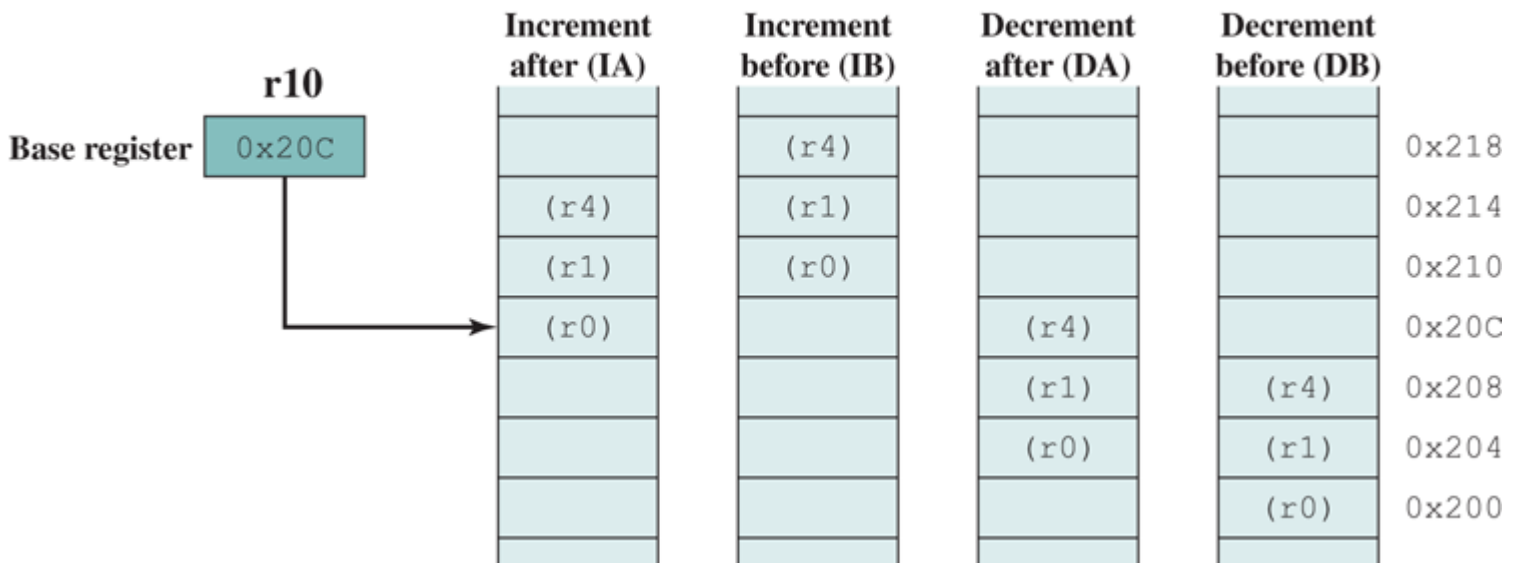 Increment
after (IA)
Increment
before (IB)
Decrement
after (DA)
Decrement
before (DB)
r10
Base register
0x20C
(r4)
0x218
(r4)
(r1)
0x214
(r1)
(r0)
0x210
(r0)
(r4)
0x20C
(r1)
(r4)
0x208
(r0)
(r1)
0x204
(r0)
0x200